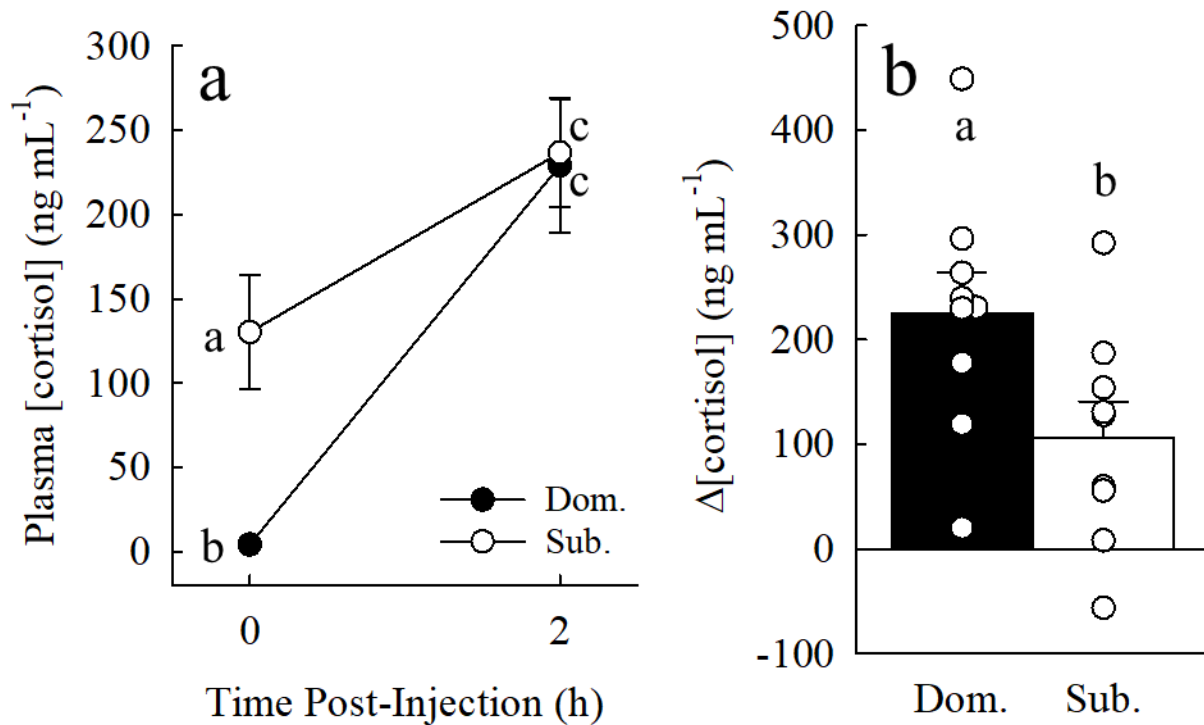 a
Plasma [cortisol] (ng mL-1)
300
250
200
150
100
50
0
a
b
c
c
Dom.
Sub.
0 2
Time Post-Injection (h)
b
Δ[cortisol] (ng mL-1)
500
400
300
200
100
0
-100
a
b
Dom. Sub.